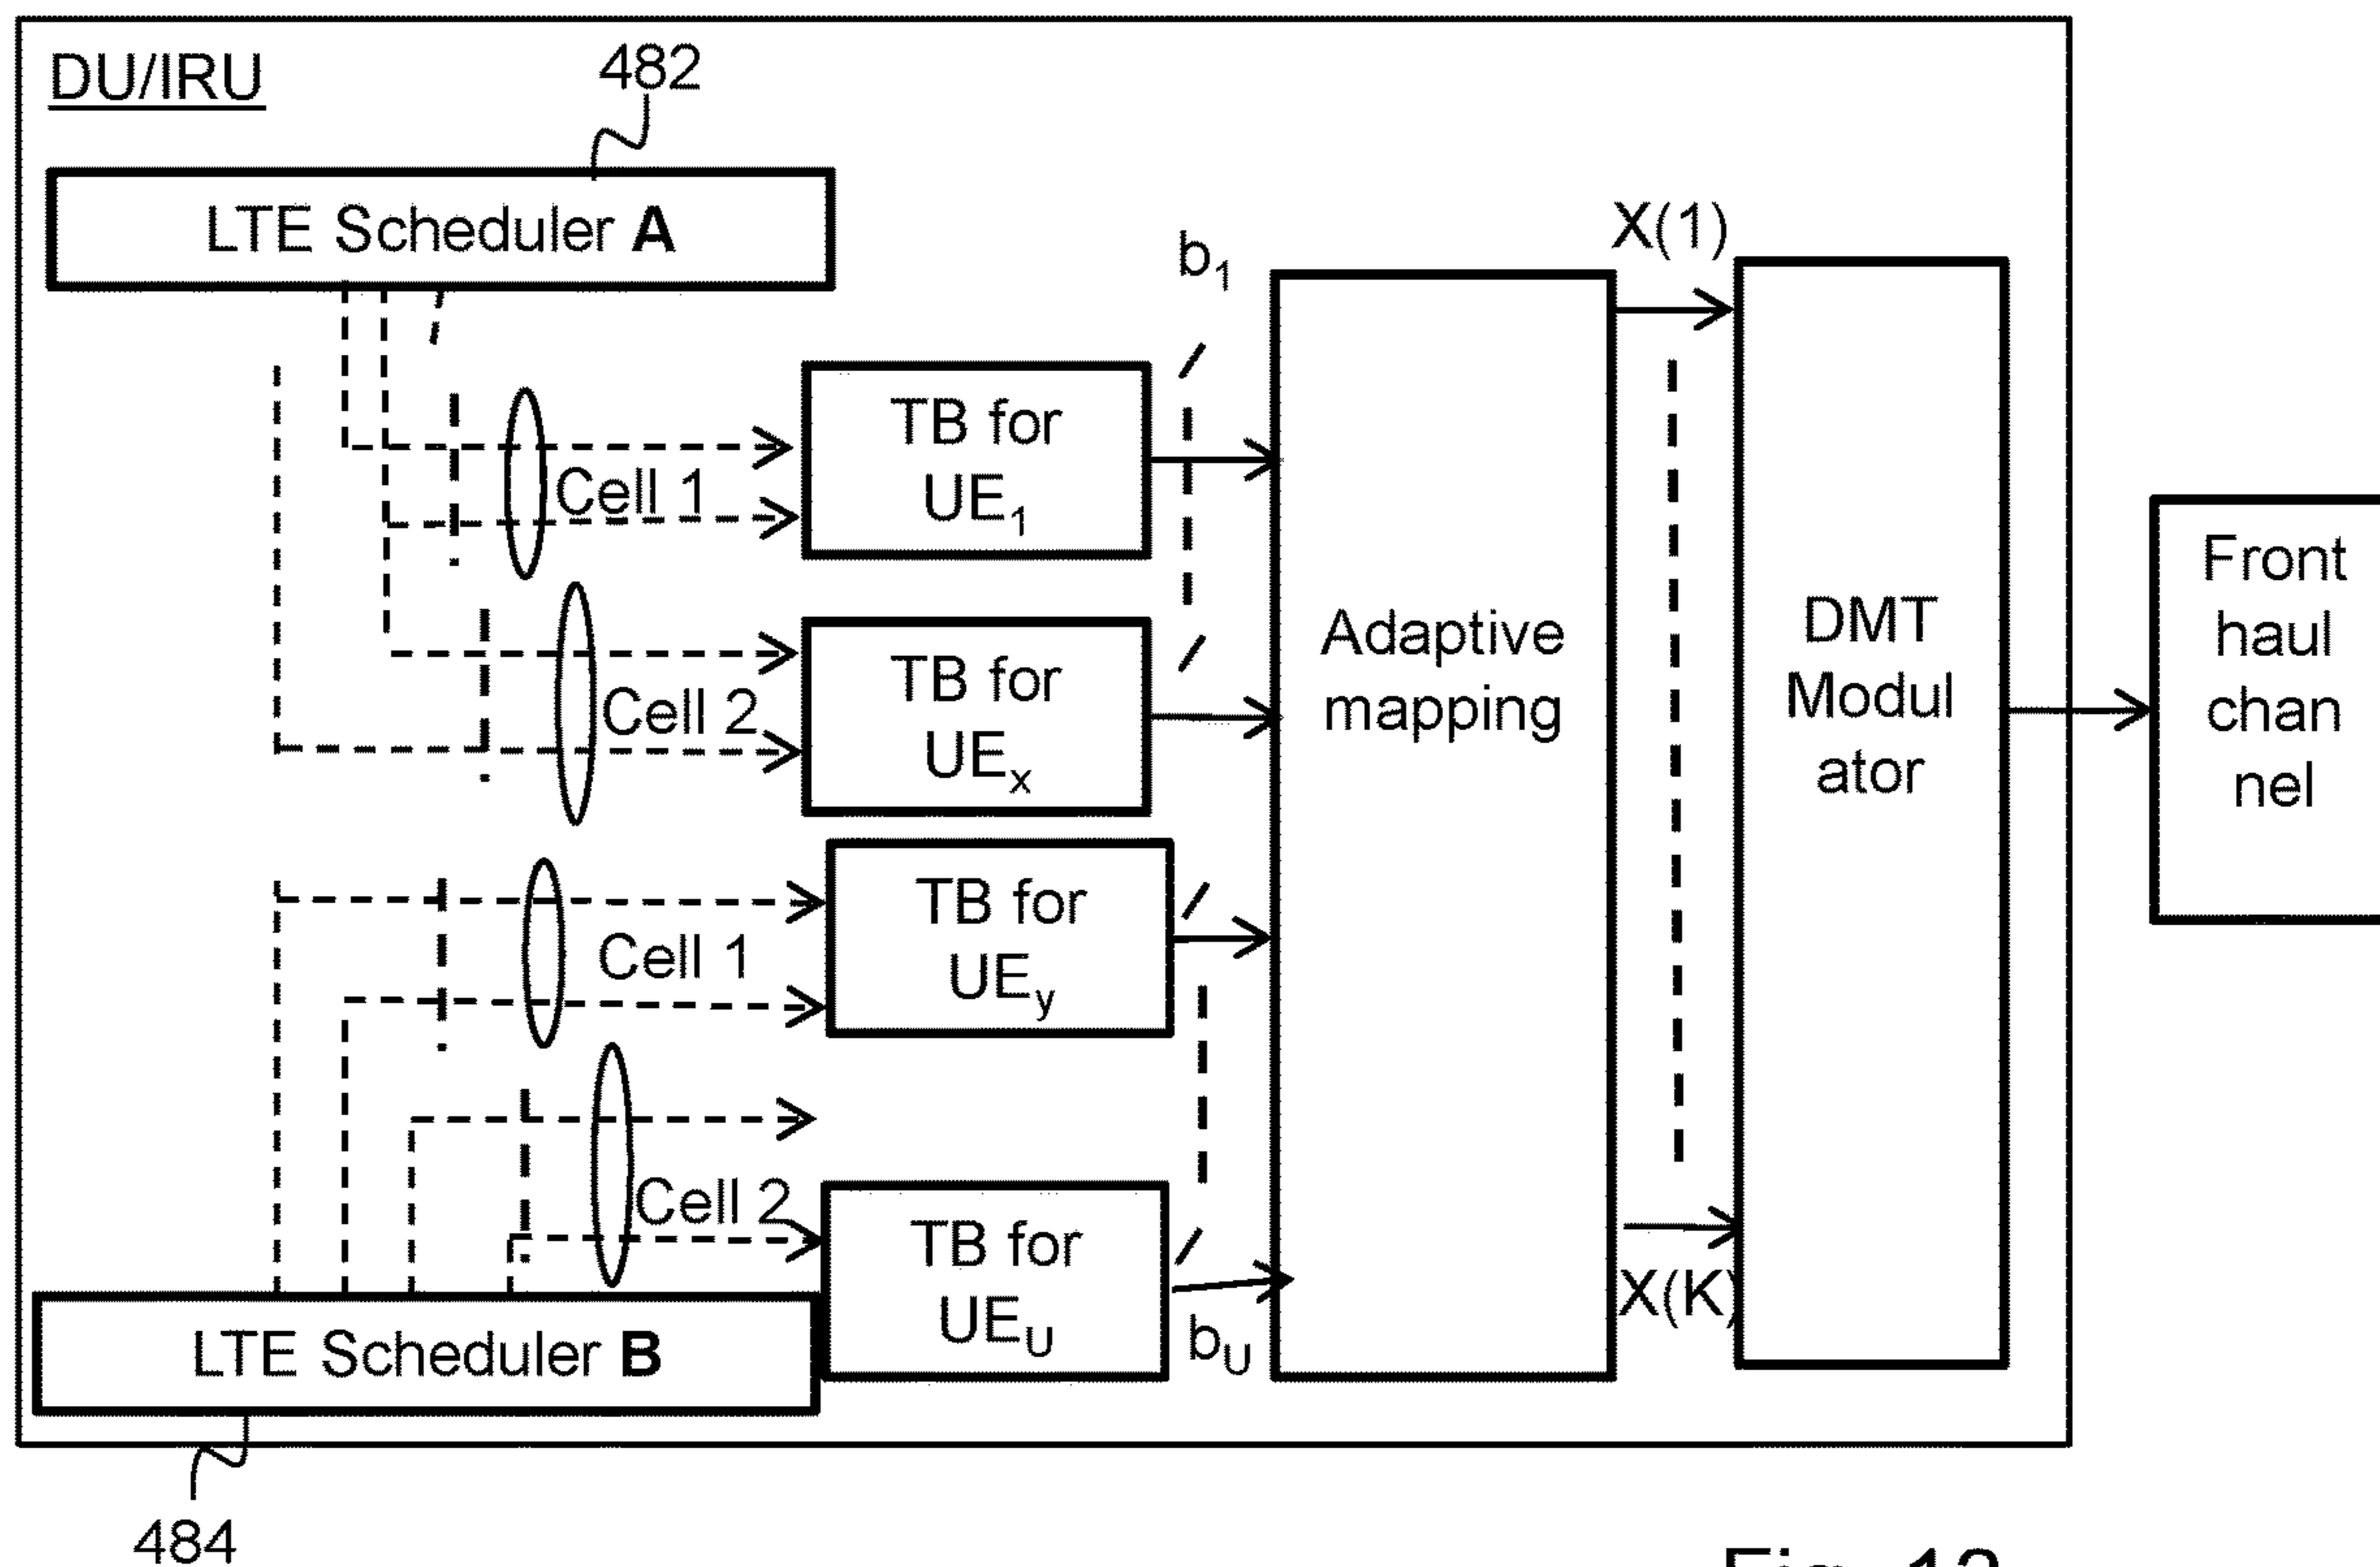 DU/IRU
482
LTE Scheduler A
b1
X(1)
TB for
UE1
Cell 1
Adaptive
mapping
DMT
Modul
ator
Front
haul
chan
nel
TB for
UEx
Cell 2
TB for
UEy
Cell 1
Cell 2
TB for
UEU
bU
X(K)
LTE Scheduler B
484